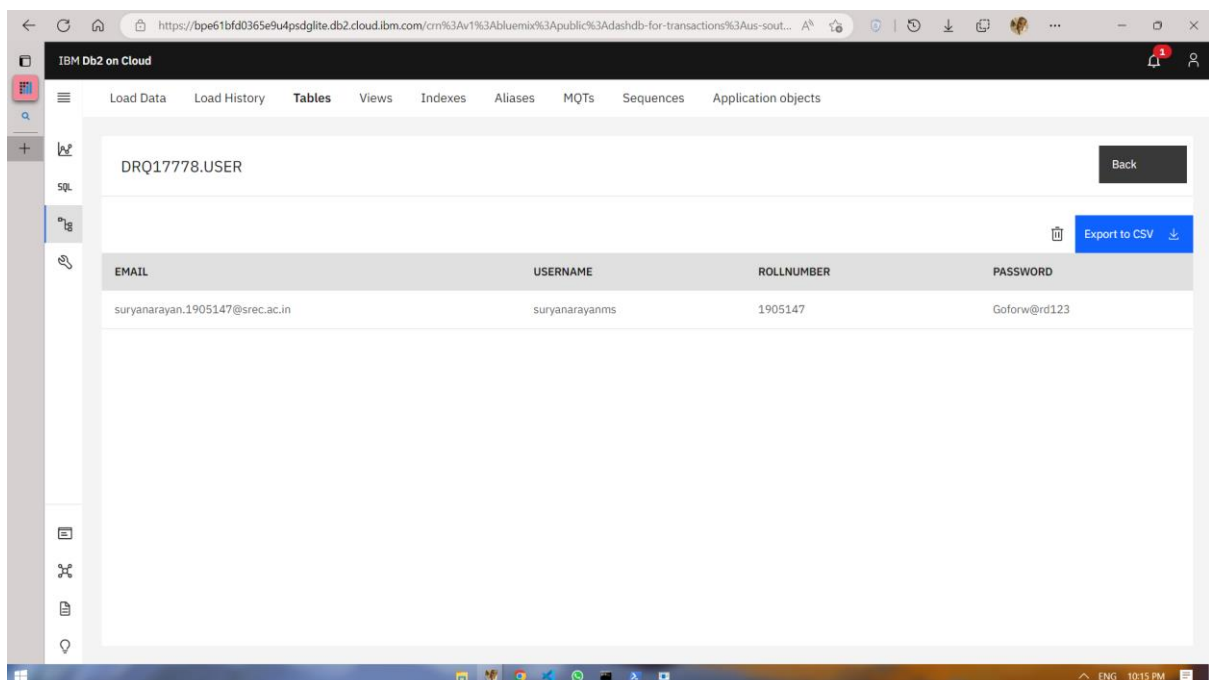 https://bpe61bfd0365e9u4psdglite.db2.cloud.ibm.com/crn%3Av1%3Abluemix%3Apublic%3Adashdb-for-transactions%3Aus-sout...
IBM Db2 on Cloud
1
Load Data Load History Tables Views Indexes Aliases MQTs Sequences Application objects
DRQ17778.USER
Back
SQL
Export to CSV
EMAIL USERNAME ROLLNUMBER PASSWORD
suryanarayan.1905147@srec.ac.in suryanarayanms 1905147 Goforw@rd123
ENG 10:15 PM